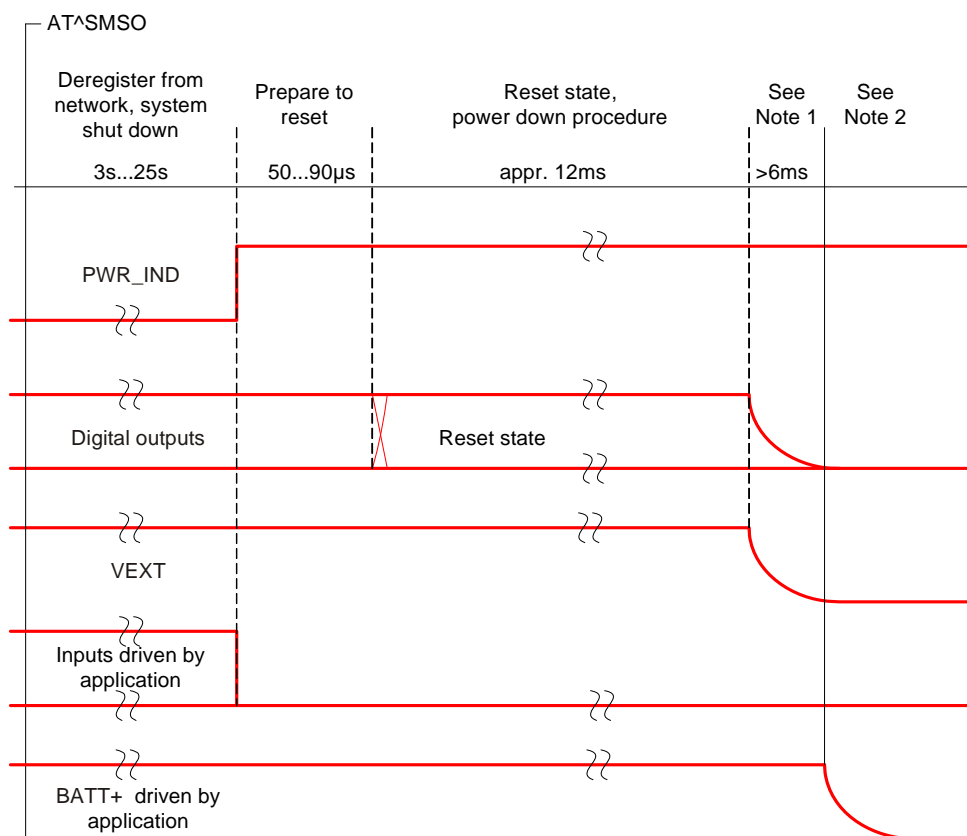 AT^SMSO
Deregister from
network, system
shut down
Prepare to
reset
Reset state,
power down procedure
See
Note 1
See
Note 2
3s...25s
50...90µs
appr. 12ms
>6ms
PWR_IND
Digital outputs
Reset state
VEXT
Inputs driven by
application
BATT+ driven by
application